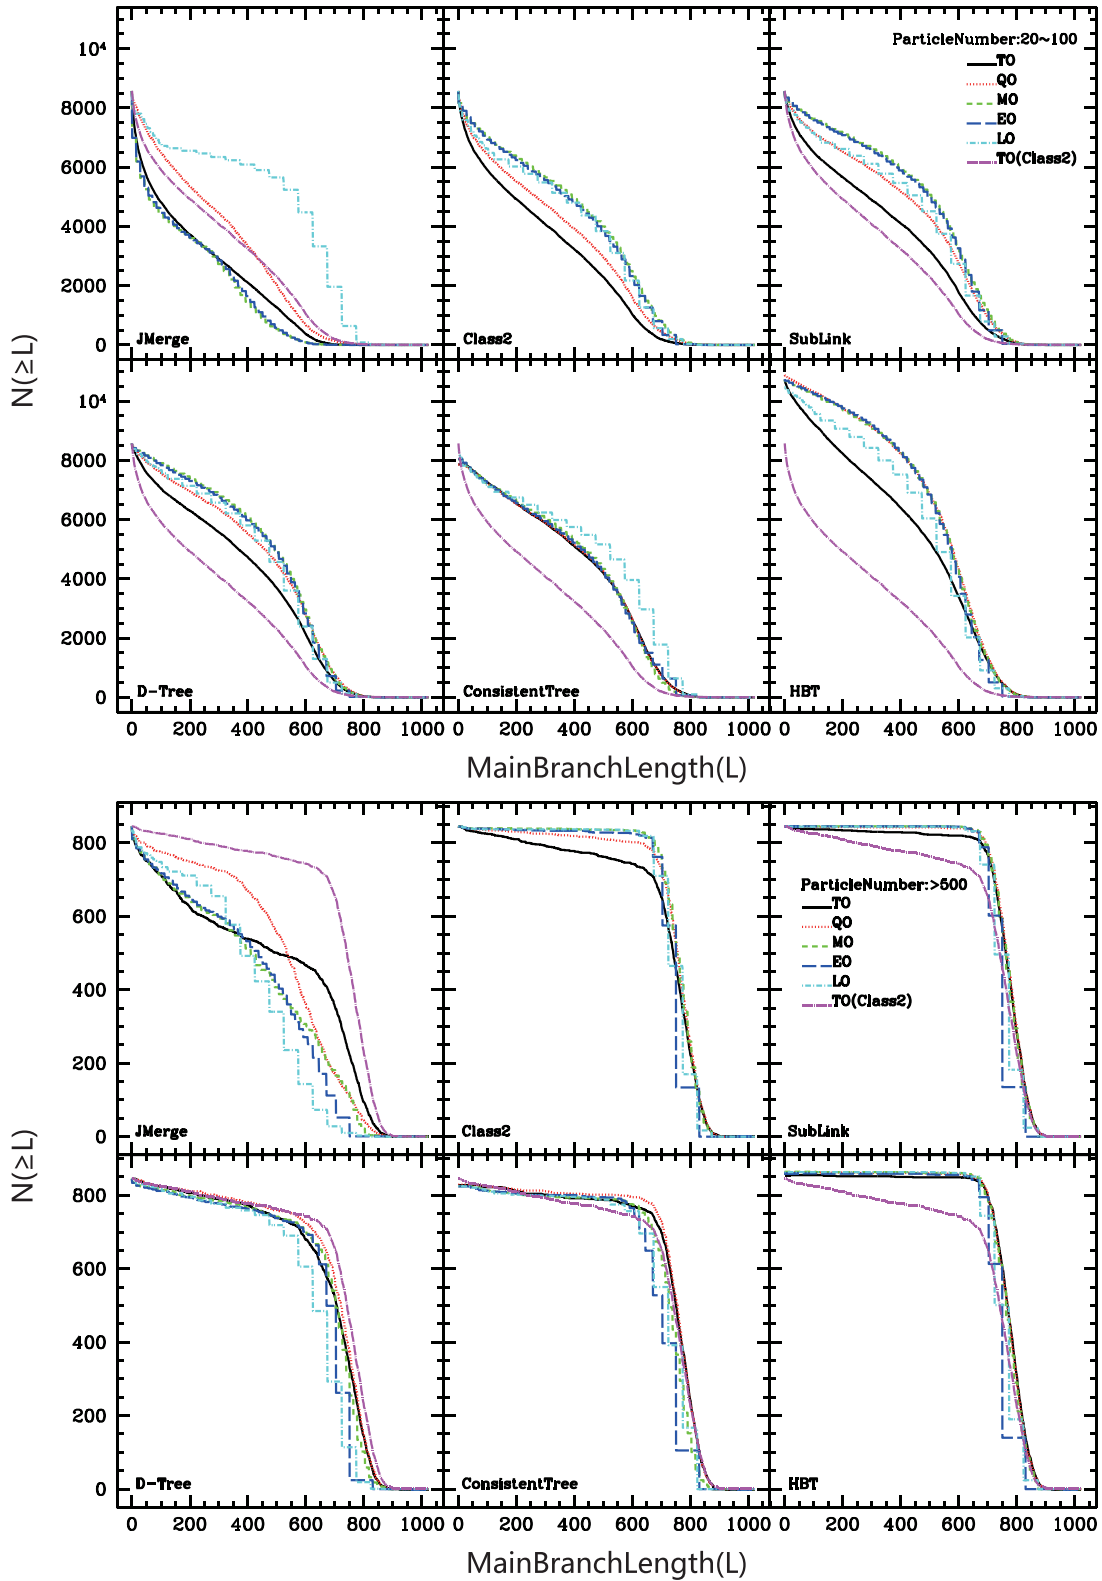 ParticleNumber:20~100
TO
QO
MO
EO
LO
TO(Class2)
10⁴
8000
6000
4000
2000
0
JMerge
Class2
SubLink
N(≥L)
10⁴
8000
6000
4000
2000
0
D-Tree
ConsistentTree
HBT
0 200 400 600 800 1000 0 200 400 600 800 1000 0 200 400 600 800 1000
MainBranchLength(L)
800
600
400
200
0
JMerge
Class2
SubLink
ParticleNumber:>500
TO
QO
MO
EO
LO
TO(Class2)
N(≥L)
800
600
400
200
0
D-Tree
ConsistentTree
HBT
0 200 400 600 800 1000 0 200 400 600 800 1000 0 200 400 600 800 1000
MainBranchLength(L)